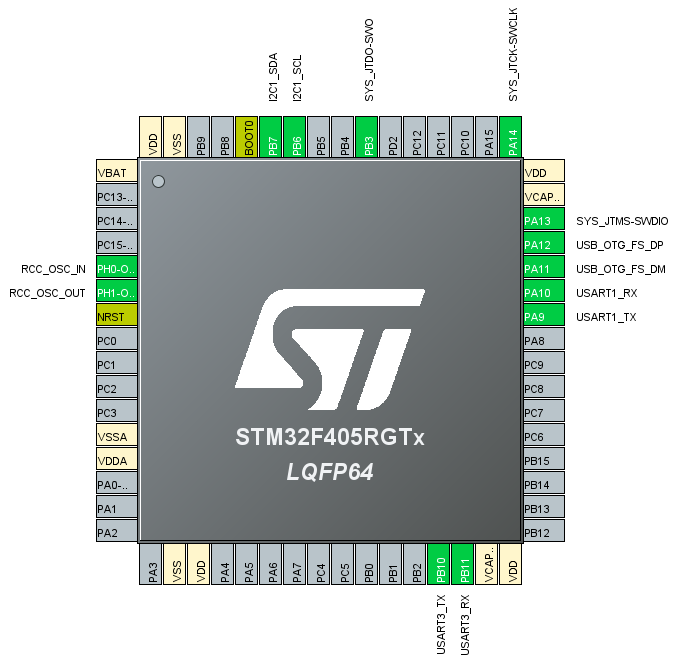 I2C1_SDA
I2C1_SCL
SYS_JTDO-SWO
SYS_JTCK-SWCLK
VDD
VSS
PB9
PB8
BOOT0
PB7
PB6
PB5
PB4
PB3
PD2
PC12
PC11
PC10
PA15
PA14
VBAT
PC13-..
PC14-..
PC15-..
RCC_OSC_IN PH0-O..
RCC_OSC_OUT PH1-O..
NRST
PC0
PC1
PC2
PC3
VSSA
VDDA
PA0-..
PA1
PA2
VDD
VCAP..
PA13 SYS_JTMS-SWDIO
PA12 USB_OTG_FS_DP
PA11 USB_OTG_FS_DM
PA10 USART1_RX
PA9 USART1_TX
PA8
PC9
PC8
PC7
PC6
PB15
PB14
PB13
PB12
ST
STM32F405RGTx
LQFP64
PA3
VSS
VDD
PA4
PA5
PA6
PA7
PC4
PC5
PB0
PB1
PB2
PB10
PB11
VCAP..
VDD
USART3_TX
USART3_RX